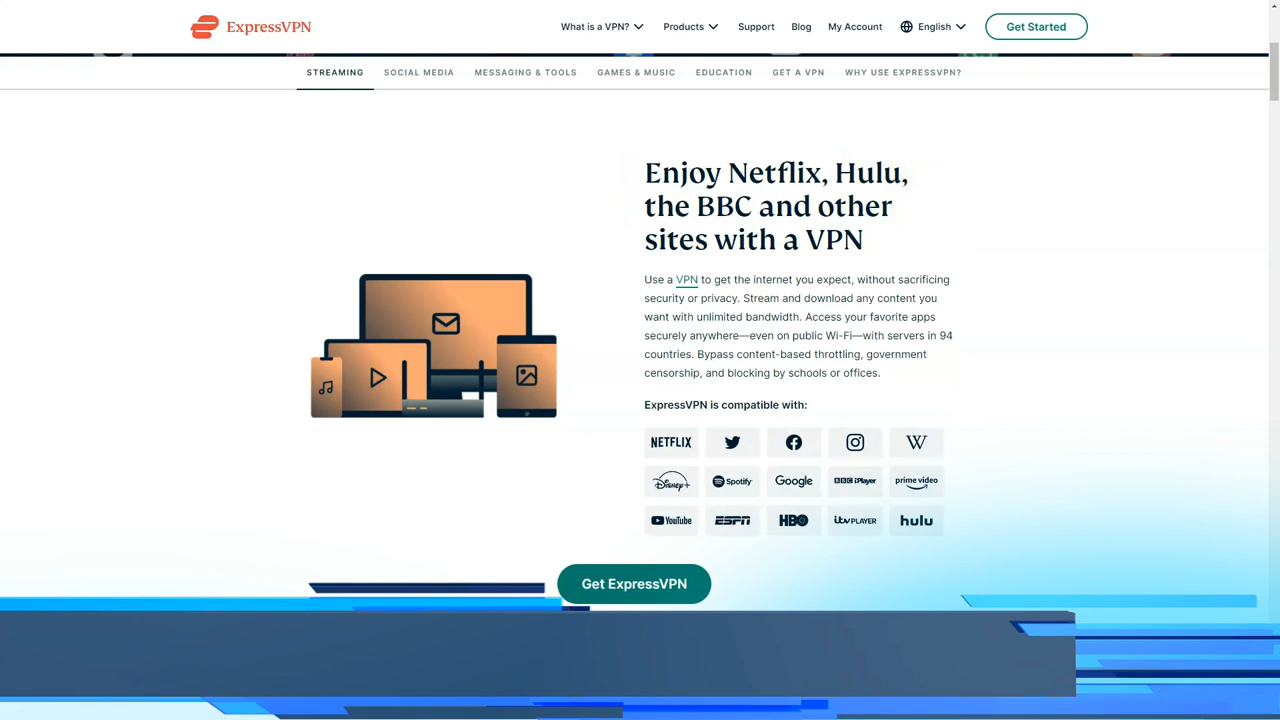 ExpressVPN
What is a VPN?
Products
Support
Blog
My Account
English
Get Started
STREAMING
SOCIAL MEDIA
MESSAGING & TOOLS
GAMES & MUSIC
EDUCATION
GET A VPN
WHY USE EXPRESSVPN?
Enjoy Netflix, Hulu,
the BBC and other
sites with a VPN
Use a VPN to get the internet you expect, without sacrificing
security or privacy. Stream and download any content you
want with unlimited bandwidth. Access your favorite apps
securely anywhere—even on public Wi-Fi—with servers in 94
countries. Bypass content-based throttling, government
censorship, and blocking by schools or offices.
ExpressVPN is compatible with:
NETFLIX
W
Disney+
Spotify
Google
BBC iPlayer
prime video
YouTube
ESPN
HBO
itv PLAYER
hulu
Get ExpressVPN